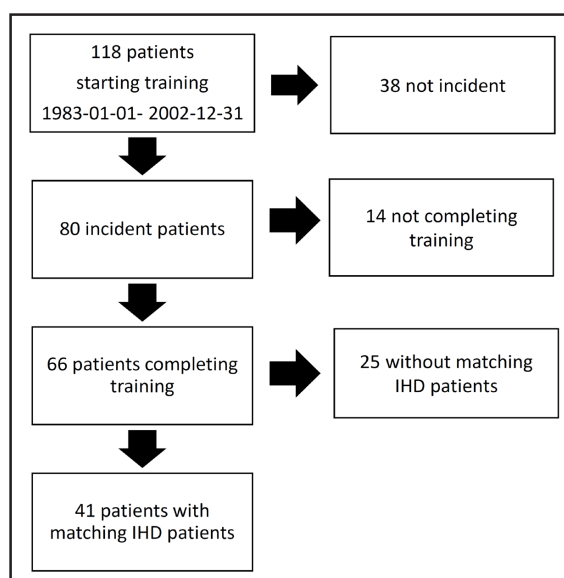 118 patients
starting training
1983-01-01- 2002-12-31
38 not incident
80 incident patients
14 not completing
training
66 patients completing
training
25 without matching
IHD patients
41 patients with
matching IHD patients